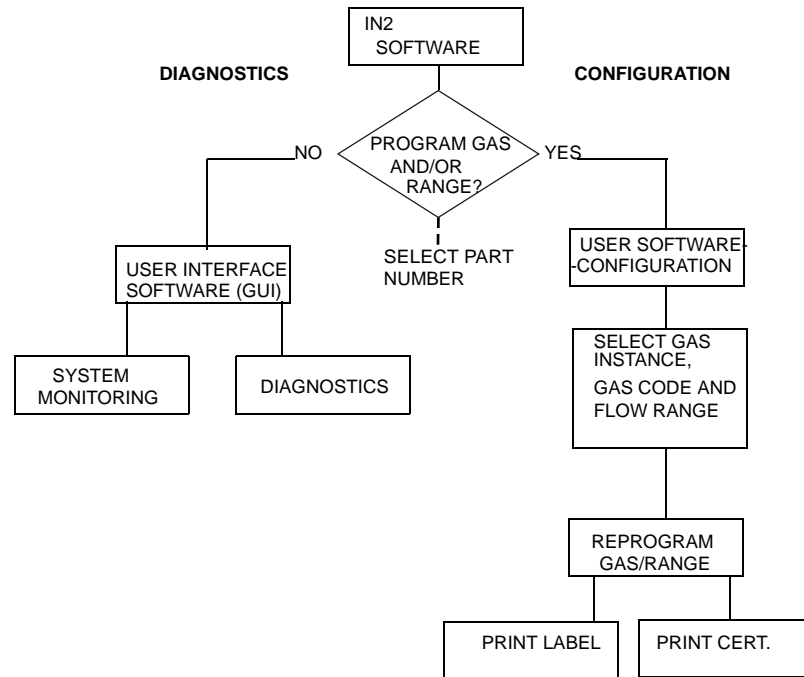 IN2
SOFTWARE
DIAGNOSTICS
CONFIGURATION
PROGRAM GAS
AND/OR
RANGE?
NO
YES
SELECT PART
NUMBER
USER INTERFACE
SOFTWARE (GUI)
SYSTEM
MONITORING
DIAGNOSTICS
USER SOFTWARE-
-CONFIGURATION
SELECT GAS
INSTANCE,
GAS CODE AND
FLOW RANGE
REPROGRAM
GAS/RANGE
PRINT LABEL
PRINT CERT.